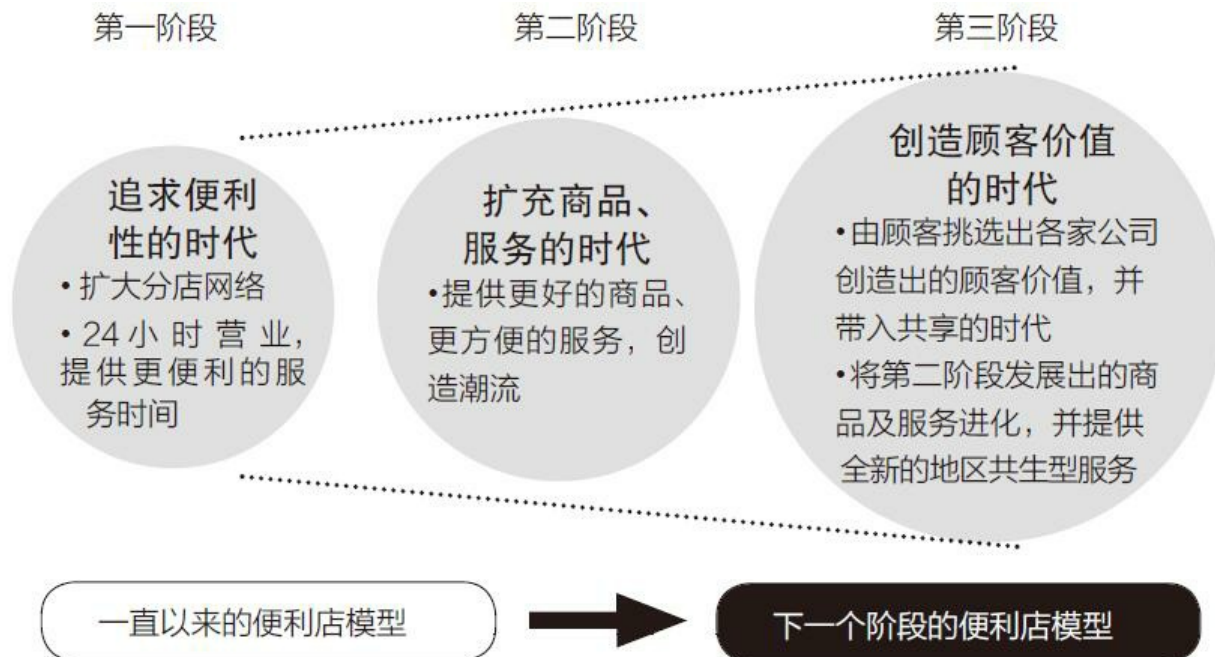 第一阶段
第二阶段
第三阶段
追求便利
性的时代
•扩大分店网络
•24小时营业,
提供更便利的服
务时间
扩充商品、
服务的时代
•提供更好的商品、
更方便的服务，创
造潮流
创造顾客价值
的时代
•由顾客挑选出各家公司
创造出的顾客价值，并
带入共享的时代
•将第二阶段发展出的商
品及服务进化，并提供
全新的地区共生型服务
一直以来的便利店模型
下一个阶段的便利店模型